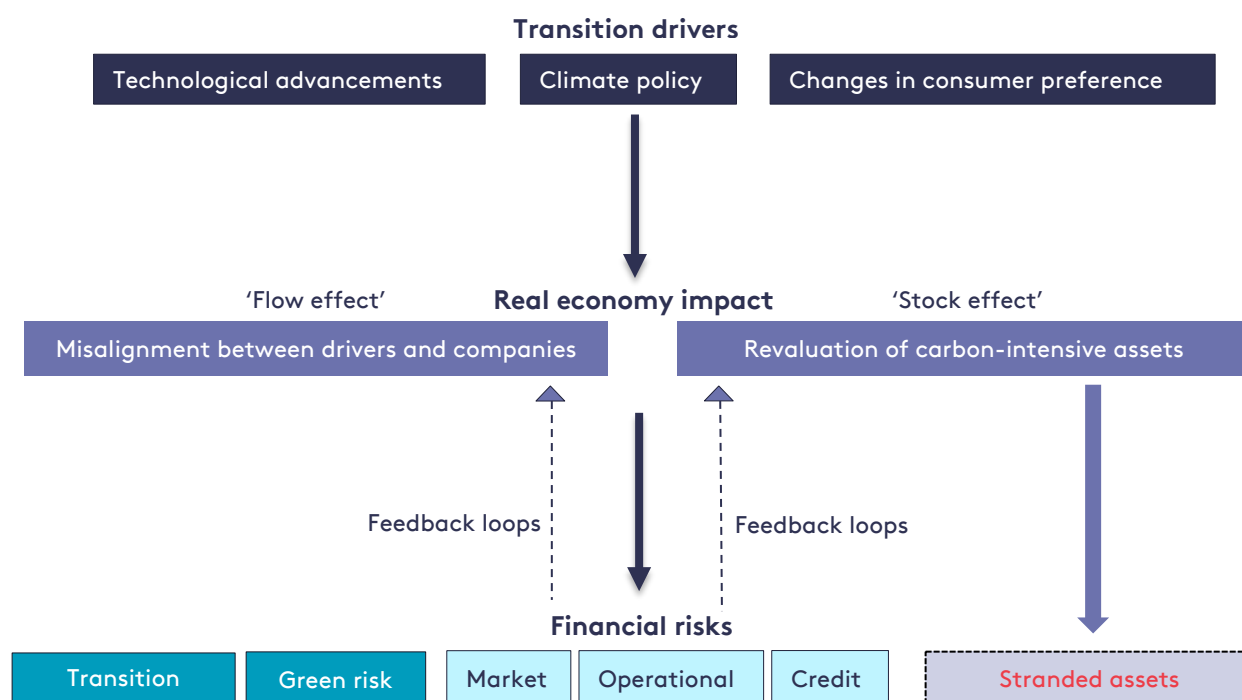 Transition drivers
Technological advancements
Climate policy
Changes in consumer preference
‘Flow effect’
Real economy impact
‘Stock effect’
Misalignment between drivers and companies
Revaluation of carbon-intensive assets
Feedback loops
Feedback loops
Financial risks
Transition
Green risk
Market
Operational
Credit
Stranded assets